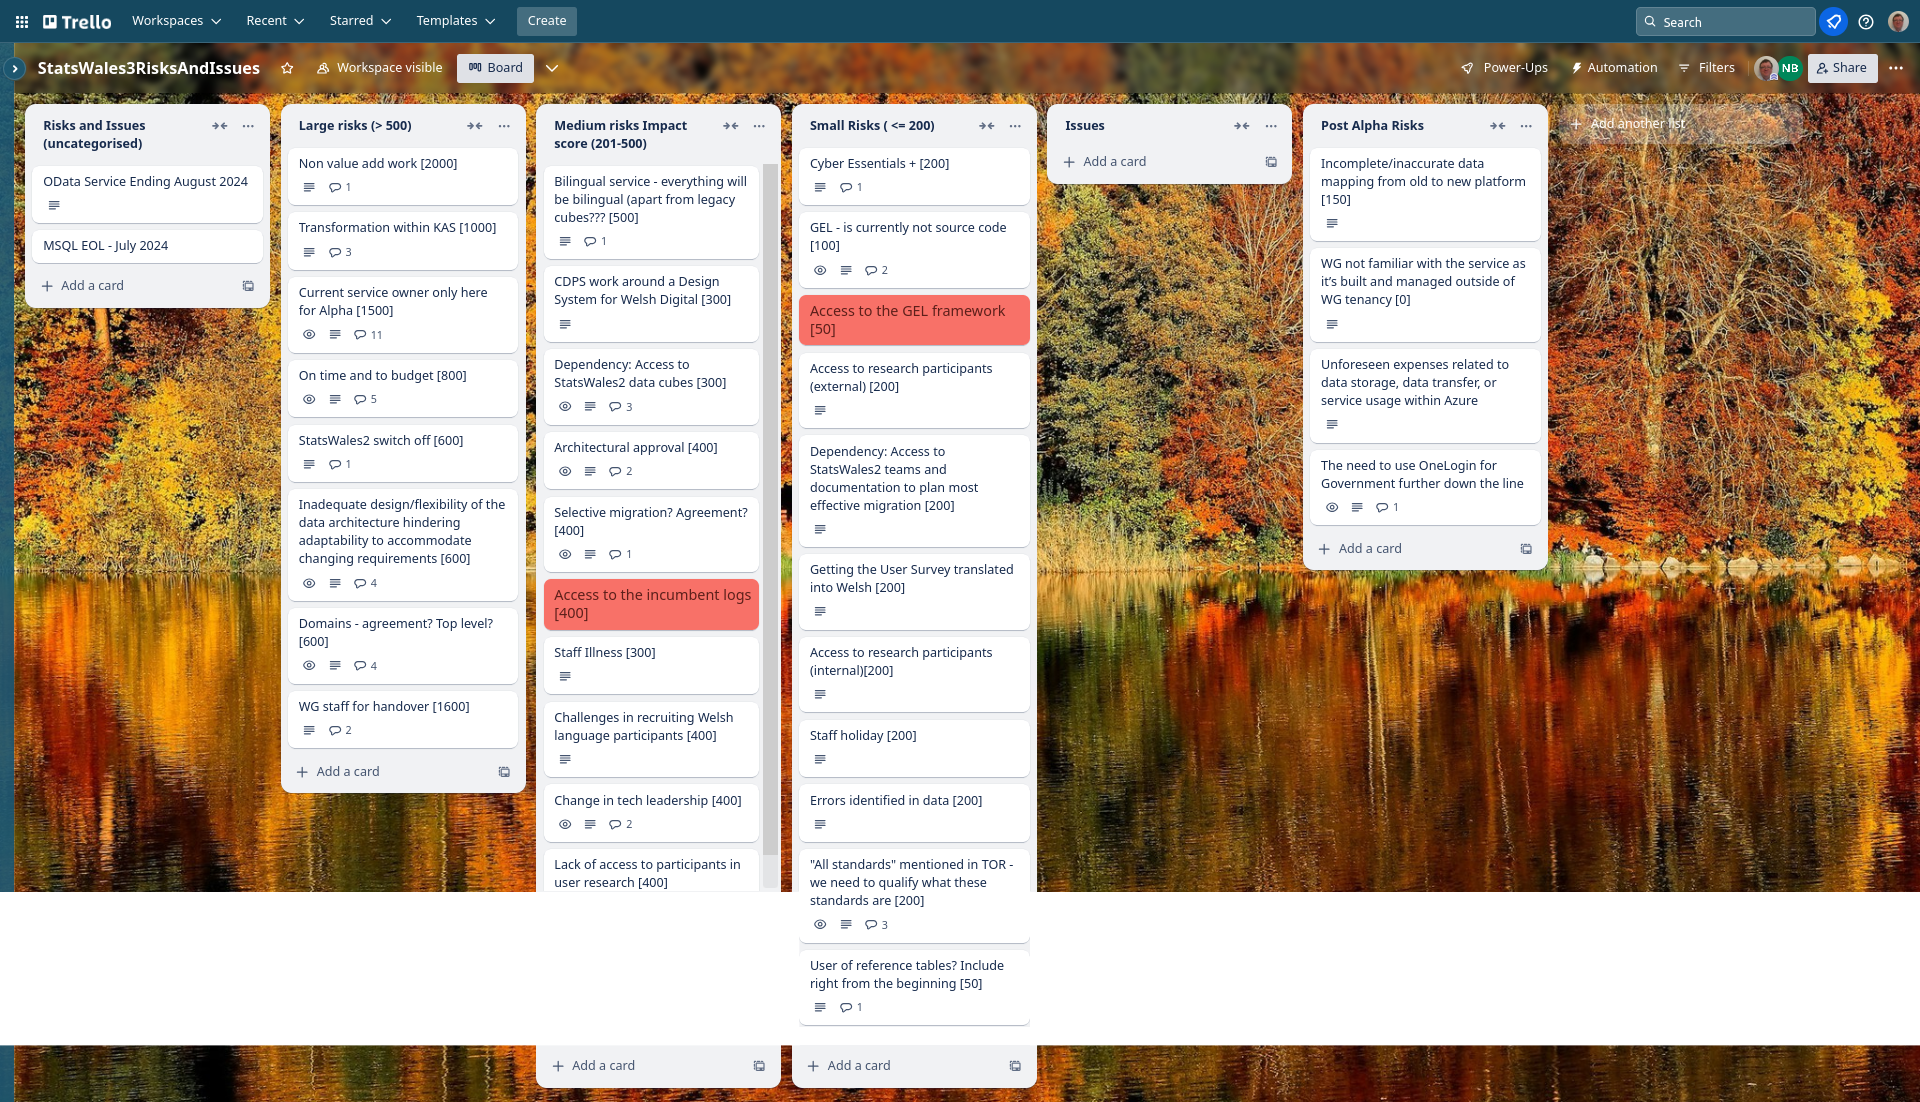 Trello
Workspaces
Recent
Starred
Templates
Create
Search
StatsWales3RisksAndIssues
Workspace visible
Board
Power-Ups
Automation
Filters
NB
Share
Risks and Issues
(uncategorised)
OData Service Ending August 2024
MSQL EOL - July 2024
Add a card
Large risks (> 500)
Non value add work [2000]
1
Transformation within KAS [1000]
3
Current service owner only here
for Alpha [1500]
11
On time and to budget [800]
5
StatsWales2 switch off [600]
1
Inadequate design/flexibility of the
data architecture hindering
adaptability to accommodate
changing requirements [600]
4
Domains - agreement? Top level?
[600]
4
WG staff for handover [1600]
2
Add a card
Medium risks Impact
score (201-500)
Bilingual service - everything will
be bilingual (apart from legacy
cubes??? [500]
1
CDPS work around a Design
System for Welsh Digital [300]
Dependency: Access to
StatsWales2 data cubes [300]
3
Architectural approval [400]
2
Selective migration? Agreement?
[400]
1
Access to the incumbent logs
[400]
Staff Illness [300]
Challenges in recruiting Welsh
language participants [400]
Change in tech leadership [400]
2
Lack of access to participants in
user research [400]
Add a card
Small Risks ( <= 200)
Cyber Essentials + [200]
1
GEL - is currently not source code
[100]
2
Access to the GEL framework
[50]
Access to research participants
(external) [200]
Dependency: Access to
StatsWales2 teams and
documentation to plan most
effective migration [200]
Getting the User Survey translated
into Welsh [200]
Access to research participants
(internal)[200]
Staff holiday [200]
Errors identified in data [200]
"All standards" mentioned in TOR -
we need to qualify what these
standards are [200]
3
User of reference tables? Include
right from the beginning [50]
1
Add a card
Issues
Add a card
Post Alpha Risks
Incomplete/inaccurate data
mapping from old to new platform
[150]
WG not familiar with the service as
it’s built and managed outside of
WG tenancy [0]
Unforeseen expenses related to
data storage, data transfer, or
service usage within Azure
The need to use OneLogin for
Government further down the line
1
Add a card
Add another list